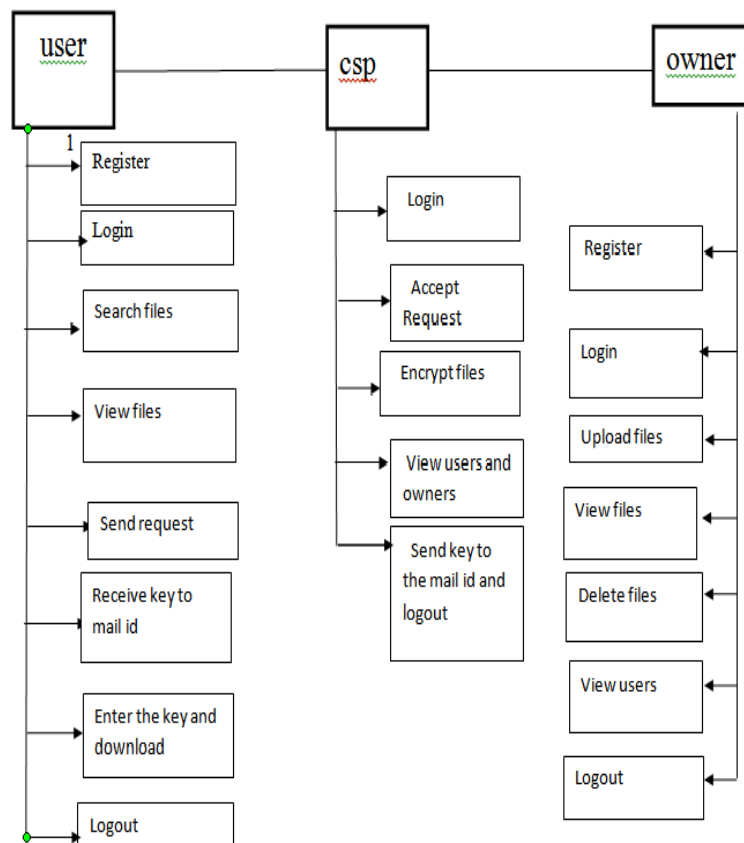 user
csp
owner
1
Register
Login
Search files
View files
Send request
Receive key to
mail id
Enter the key and
download
Logout
Login
Accept
Request
Encrypt files
View users and
owners
Send key to
the mail id and
logout
Register
Login
Upload files
View files
Delete files
View users
Logout